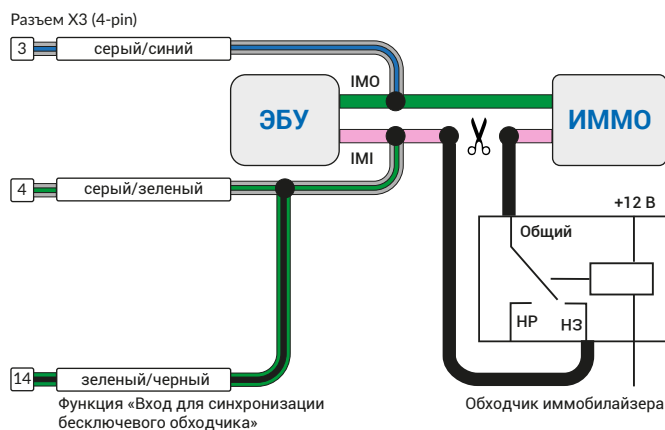 Разъем X3 (4-pin)
3
серый/синий
IMO
ЭБУ
ИММО
IMI
4
серый/зеленый
+12 В
Общий
НР
НЗ
14
зеленый/черный
Функция «Вход для синхронизации
бесключевого обходчика»
Обходчик иммобилайзера